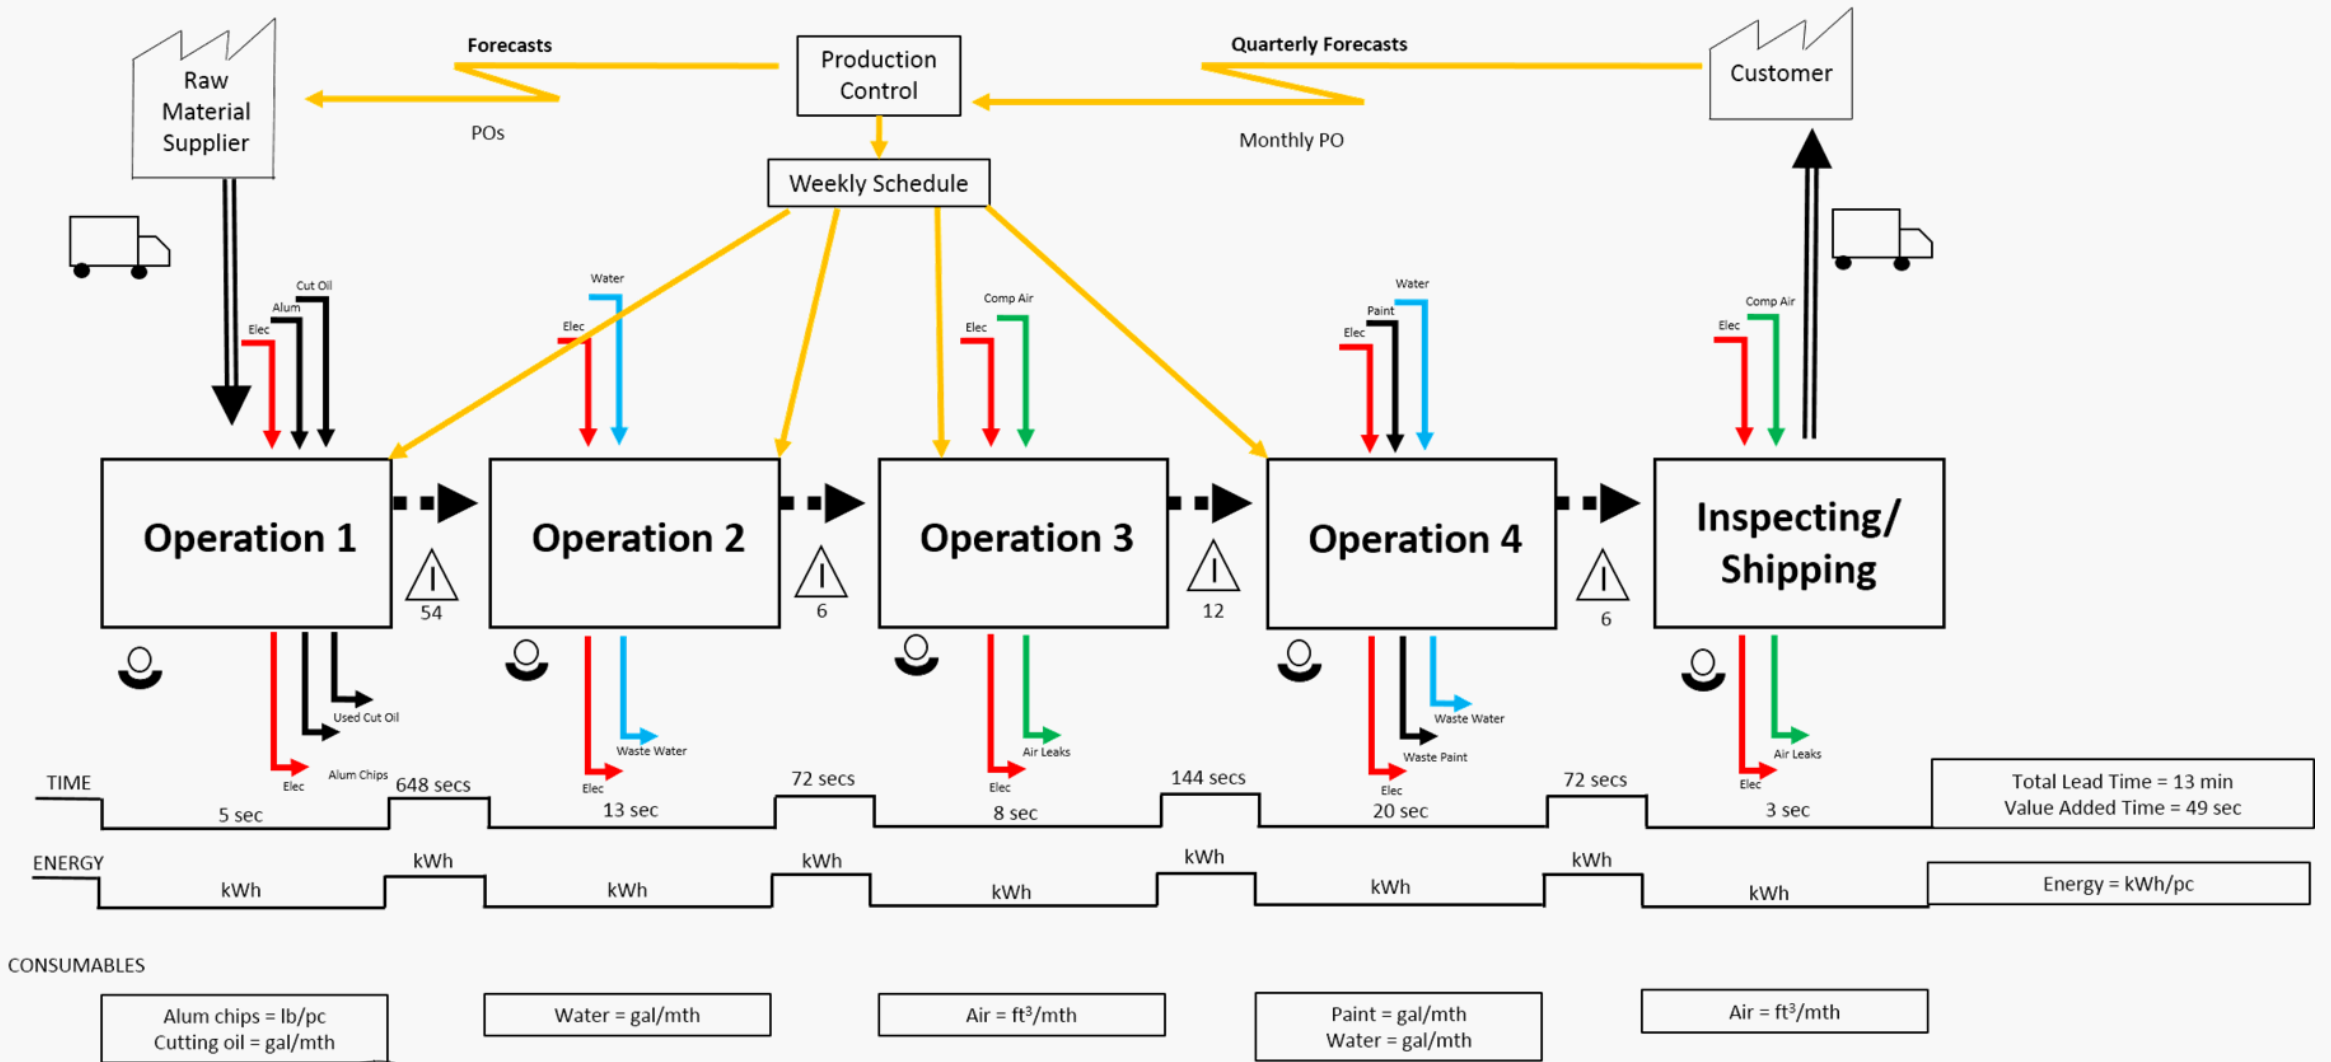 Forecasts
Quarterly Forecasts
Raw
Material
Supplier
Production
Control
Customer
POs
Monthly PO
Weekly Schedule
Cut Oil
Alum
Elec
Water
Elec
Comp Air
Elec
Water
Paint
Elec
Comp Air
Elec
Operation 1
Operation 2
Operation 3
Operation 4
Inspecting/
Shipping
I
54
I
6
I
12
I
6
Used Cut Oil
Alum Chips
Elec
Waste Water
Elec
Air Leaks
Elec
Waste Water
Waste Paint
Elec
Air Leaks
Elec
TIME
5 sec
648 secs
13 sec
72 secs
8 sec
144 secs
20 sec
72 secs
3 sec
Total Lead Time = 13 min
Value Added Time = 49 sec
ENERGY
kWh
kWh
kWh
kWh
kWh
kWh
kWh
kWh
kWh
Energy = kWh/pc
CONSUMABLES
Alum chips = lb/pc
Cutting oil = gal/mth
Water = gal/mth
Air = ft³/mth
Paint = gal/mth
Water = gal/mth
Air = ft³/mth